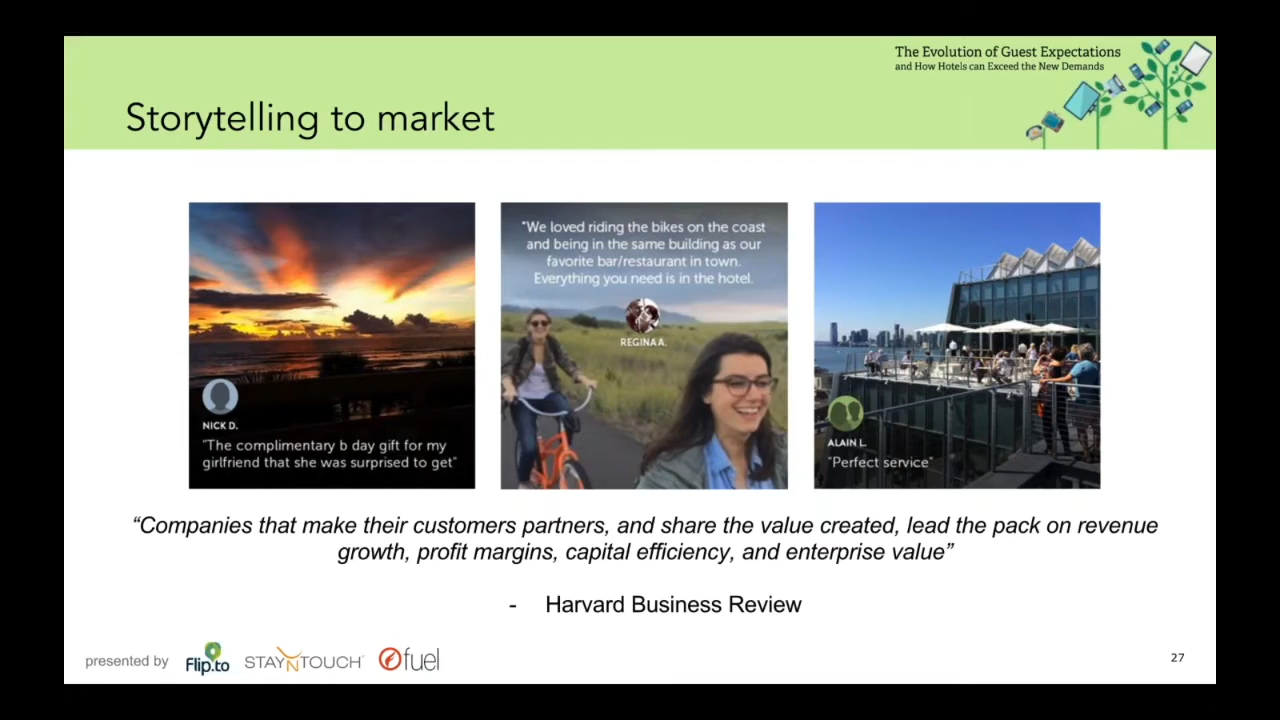 The Evolution of Guest Expectations
and How Hotels can Exceed the New Demands
Storytelling to market
NICK D.
"The complimentary b day gift for my
girlfriend that she was surprised to get"
"We loved riding the bikes on the coast
and being in the same building as our
favorite bar/restaurant in town.
Everything you need is in the hotel.
REGINA A.
ALAIN L.
"Perfect service"
“Companies that make their customers partners, and share the value created, lead the pack on revenue
growth, profit margins, capital efficiency, and enterprise value”
- Harvard Business Review
presented by Flip.to STAYNTOUCH fuel
27